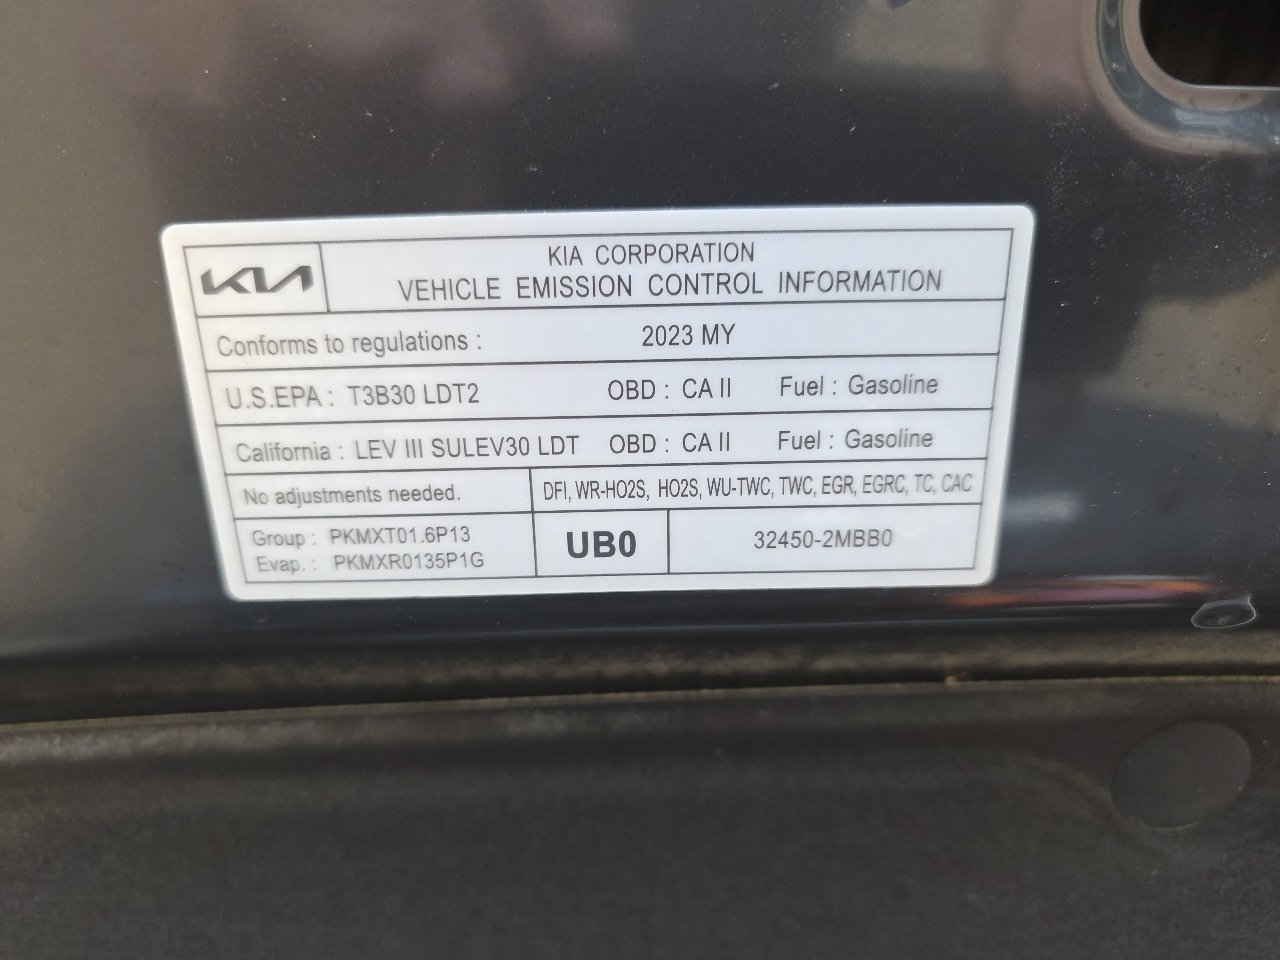 KIA
KIA CORPORATION
VEHICLE EMISSION CONTROL INFORMATION
Conforms to regulations : 2023 MY
U.S.EPA : T3B30 LDT2 OBD : CA II Fuel : Gasoline
California : LEV III SULEV30 LDT OBD : CA II Fuel : Gasoline
No adjustments needed. DFI, WR-HO2S, HO2S, WU-TWC, TWC, EGR, EGRC, TC, CAC
Group : PKMXT01.6P13
Evap. : PKMXR0135P1G
UB0
32450-2MBB0